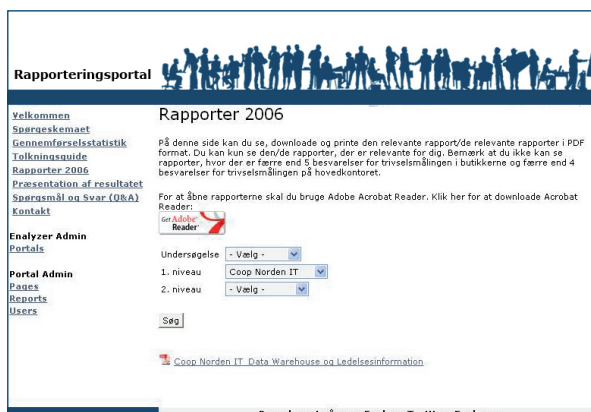 Rapporteringsportal
Velkommen
Spørgeskemaet
Gennemførselsstatistik
Tolkningsguide
Rapporter 2006
Præsentation af resultatet
Spørgsmål og Svar (Q&A)
Kontakt
Enalyzer Admin
Portals
Portal Admin
Pages
Reports
Users
Rapporter 2006
På denne side kan du se, downloade og printe den relevante rapport/de relevante rapporter i PDF
format. Du kan kun se den/de rapporter, der er relevante for dig. Bemærk at du ikke kan se
rapporter, hvor der er færre end 5 besvarelser for trivselsmålingen i butikkerne og færre end 4
besvarelser for trivselsmålingen på hovedkontoret.
For at åbne rapporterne skal du bruge Adobe Acrobat Reader. Klik her for at downloade Acrobat
Reader:
Get Adobe
Reader
Undersøgelse - Vælg -
1. niveau Coop Norden IT
2. niveau - Vælg -
Søg
Coop Norden IT Data Warehouse og Ledelsesinformation